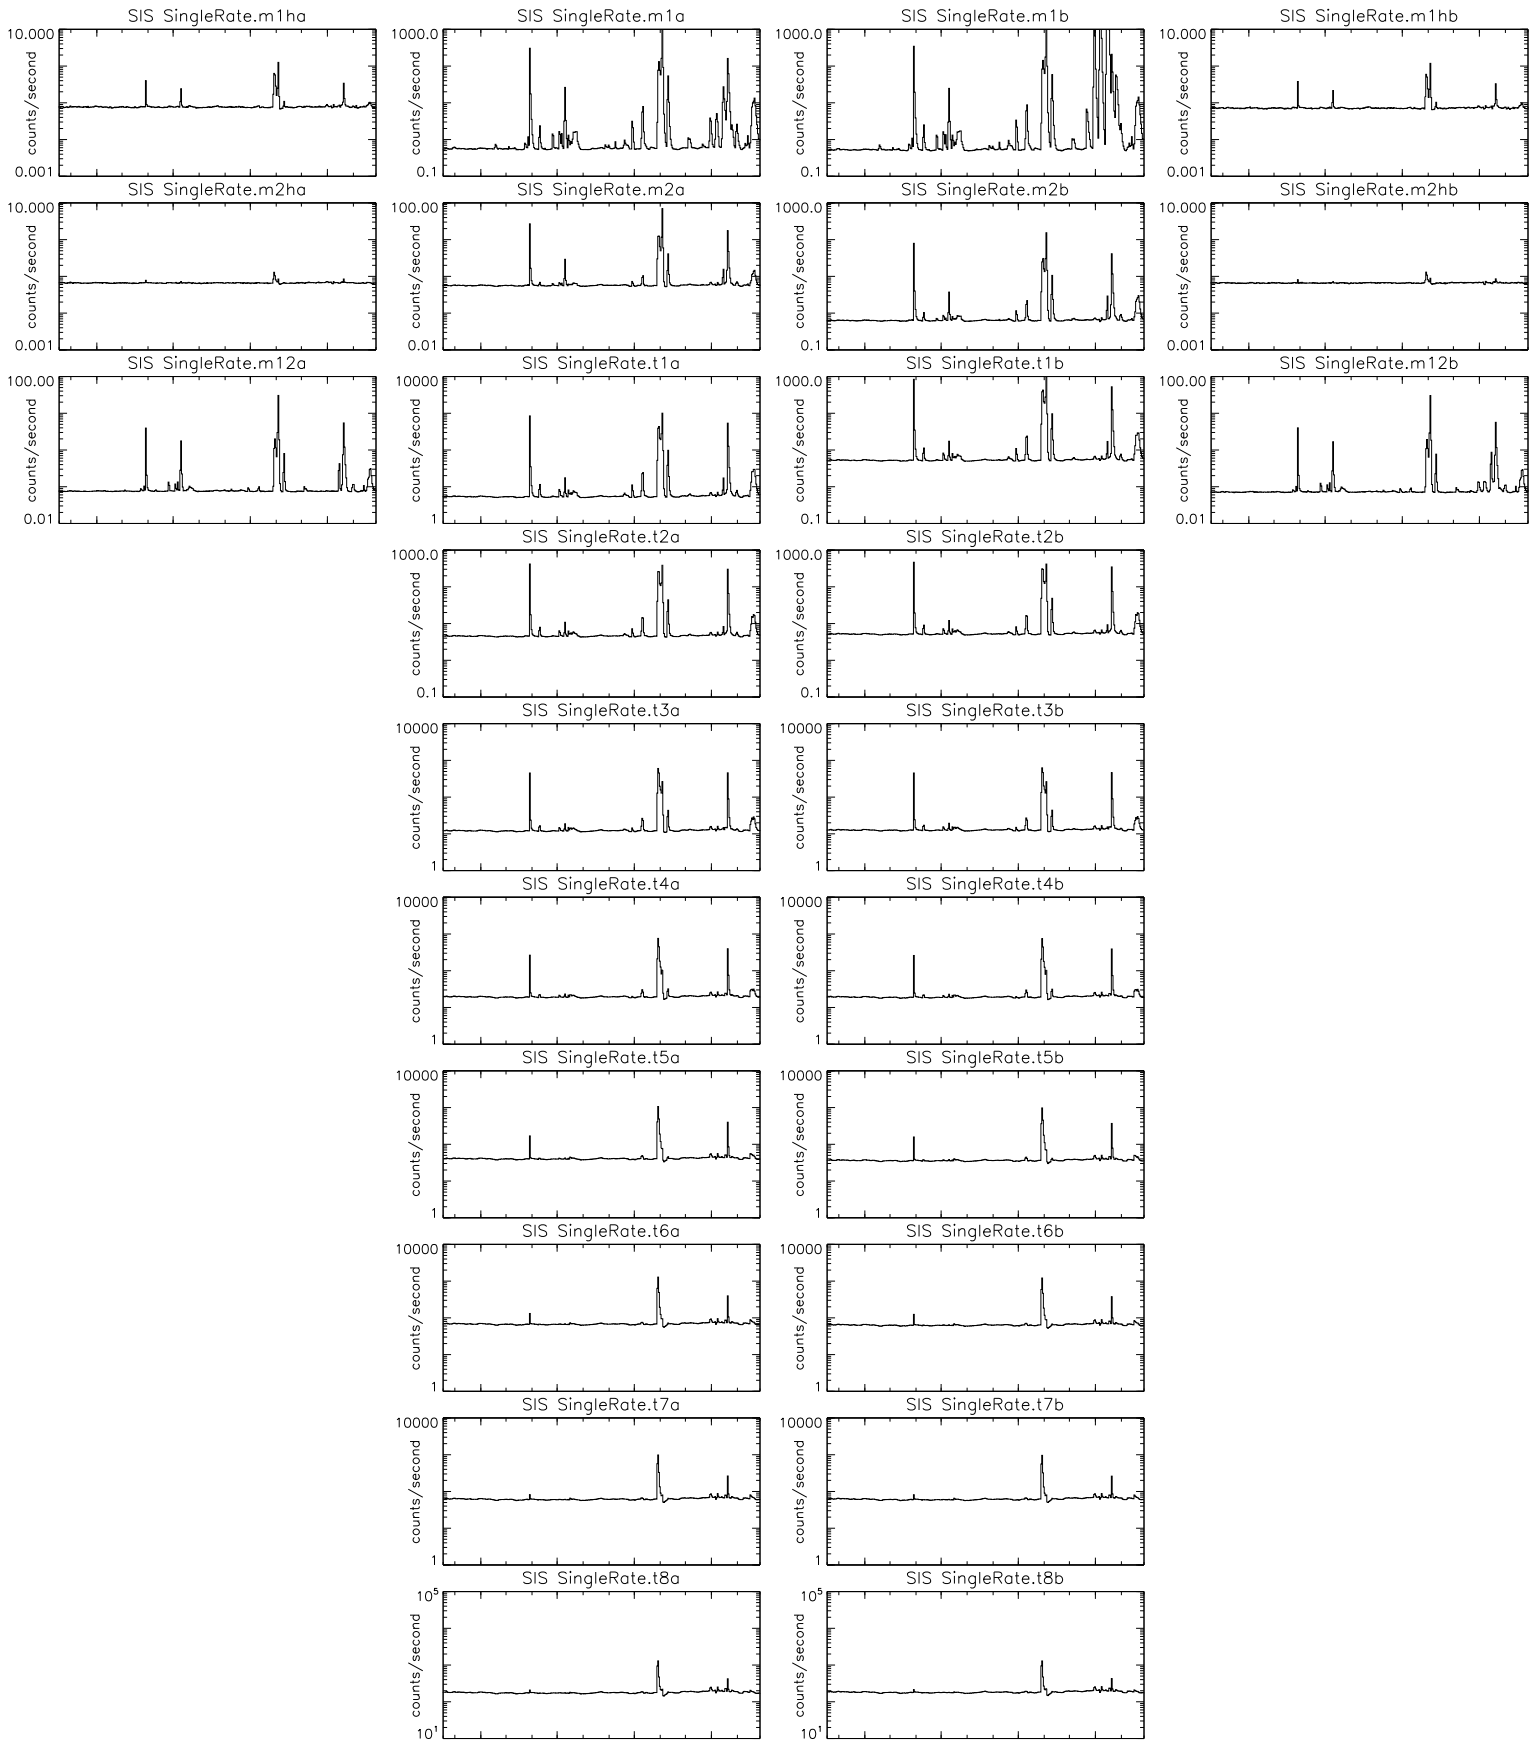 SIS SingleRate.m1ha
10.000
counts/second
0.001
SIS SingleRate.m1a
1000.0
counts/second
0.1
SIS SingleRate.m1b
1000.0
counts/second
0.1
SIS SingleRate.m1hb
10.000
counts/second
0.001
SIS SingleRate.m2ha
10.000
counts/second
0.001
SIS SingleRate.m2a
100.00
counts/second
0.01
SIS SingleRate.m2b
1000.0
counts/second
0.1
SIS SingleRate.m2hb
10.000
counts/second
0.001
SIS SingleRate.m12a
100.00
counts/second
0.01
SIS SingleRate.t1a
10000
counts/second
1
SIS SingleRate.t1b
1000.0
counts/second
0.1
SIS SingleRate.m12b
100.00
counts/second
0.01
SIS SingleRate.t2a
1000.0
counts/second
0.1
SIS SingleRate.t2b
1000.0
counts/second
0.1
SIS SingleRate.t3a
10000
counts/second
1
SIS SingleRate.t3b
10000
counts/second
1
SIS SingleRate.t4a
10000
counts/second
1
SIS SingleRate.t4b
10000
counts/second
1
SIS SingleRate.t5a
10000
counts/second
1
SIS SingleRate.t5b
10000
counts/second
1
SIS SingleRate.t6a
10000
counts/second
1
SIS SingleRate.t6b
10000
counts/second
1
SIS SingleRate.t7a
10000
counts/second
1
SIS SingleRate.t7b
10000
counts/second
1
SIS SingleRate.t8a
10⁵
counts/second
10¹
SIS SingleRate.t8b
10⁵
counts/second
10¹